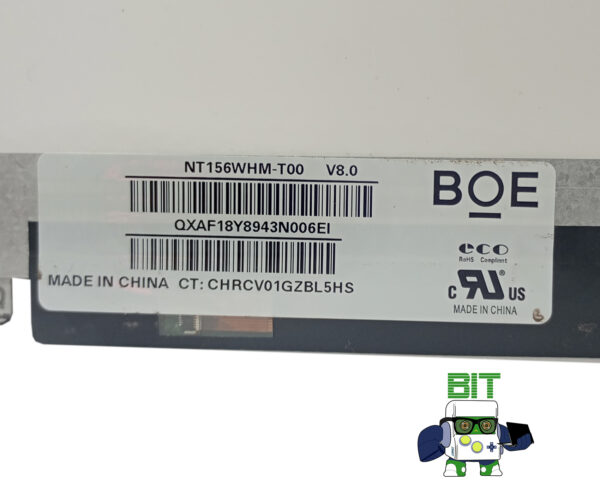 NT156WHM-T00 V8.0
BOE
QXAF18Y8943N006EI
eco
RoHS Compliant
MADE IN CHINA CT: CHRCV01GZBL5HS
c RU US
MADE IN CHINA
BIT